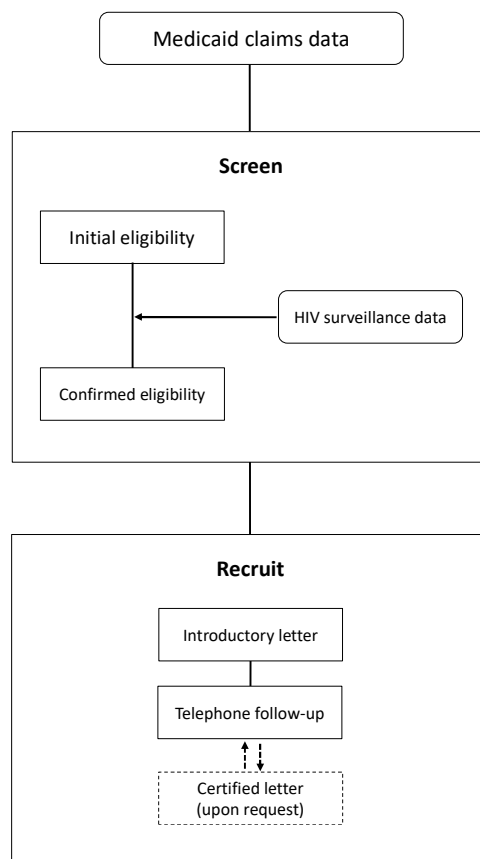 Medicaid claims data
Screen
Initial eligibility
HIV surveillance data
Confirmed eligibility
Recruit
Introductory letter
Telephone follow-up
Certified letter
(upon request)